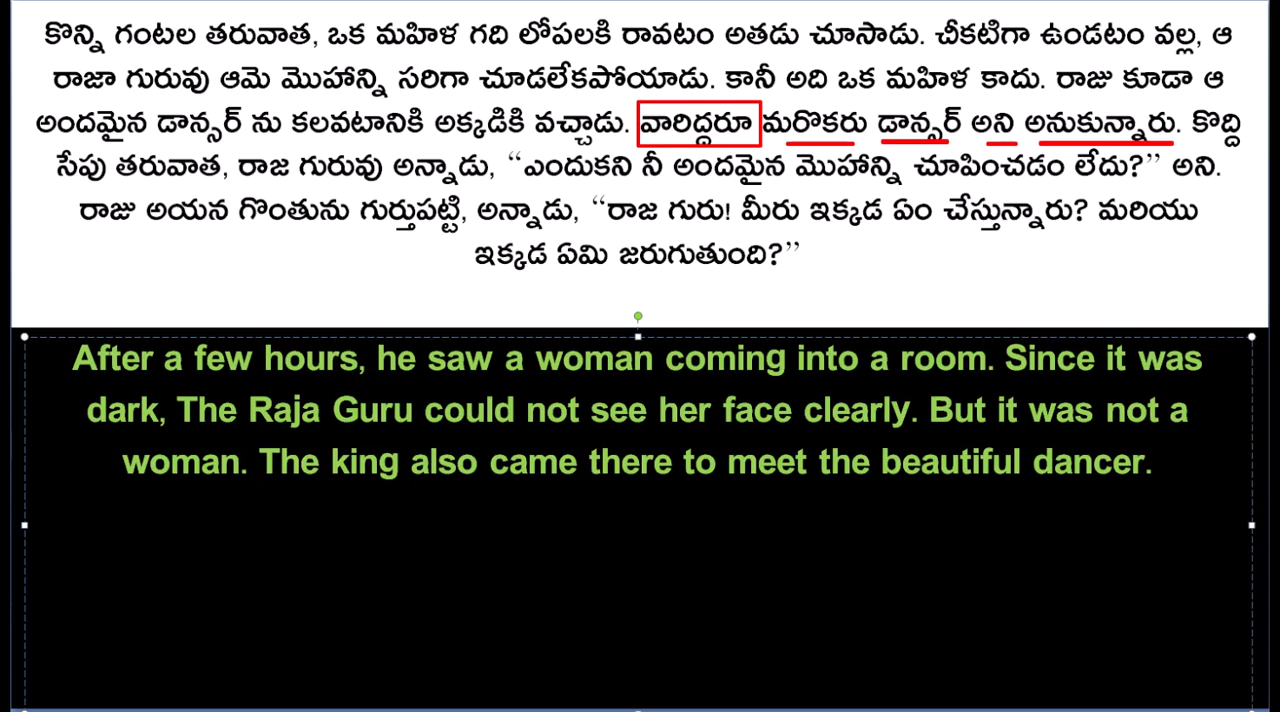 కొన్ని గంటల తరువాత, ఒక మహిళ గది లోపలకి రావటం అతడు చూసాడు. చీకటిగా ఉండటం వల్ల, ఆ
రాజా గురువు ఆమె మొహాన్ని సరిగా చూడలేకపోయాడు. కానీ అది ఒక మహిళ కాదు. రాజు కూడా ఆ
అందమైన డాన్సర్ ను కలవటానికి అక్కడికి వచ్చాడు. వారిద్దరూ మరొకరు డాన్సర్ అని అనుకున్నారు. కొద్ది
సేపు తరువాత, రాజ గురువు అన్నాడు, “ఎందుకని నీ అందమైన మొహాన్ని చూపించడం లేదు?” అని.
రాజు అయన గొంతును గుర్తుపట్టి, అన్నాడు, “రాజ గురు! మీరు ఇక్కడ ఏం చేస్తున్నారు? మరియు
ఇక్కడ ఏమి జరుగుతుంది?”
After a few hours, he saw a woman coming into a room. Since it was
dark, The Raja Guru could not see her face clearly. But it was not a
woman. The king also came there to meet the beautiful dancer.